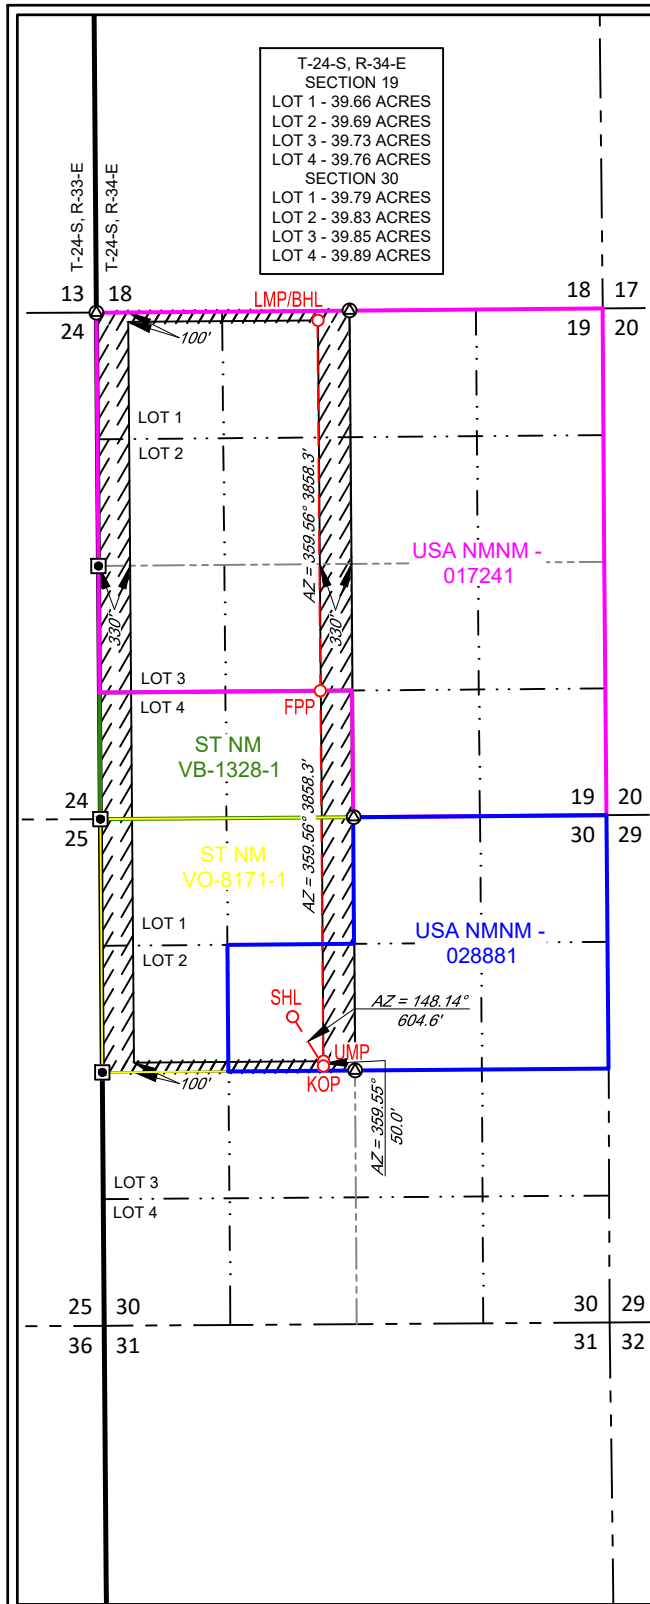 T-24-S, R-34-E
SECTION 19
LOT 1 - 39.66 ACRES
LOT 2 - 39.69 ACRES
LOT 3 - 39.73 ACRES
LOT 4 - 39.76 ACRES
SECTION 30
LOT 1 - 39.79 ACRES
LOT 2 - 39.83 ACRES
LOT 3 - 39.85 ACRES
LOT 4 - 39.89 ACRES
T-24-S, R-33-E
T-24-S, R-34-E
13 18
24
LMP/BHL
18 17
19 20
100'
LOT 1
LOT 2
AZ = 359.56° 3858.3'
USA NMNM -
017241
330'
330'
LOT 3
LOT 4
FPP
ST NM
VB-1328-1
24
25
19 20
30 29
ST NM
VO-8171-1
AZ = 359.56° 3858.3'
LOT 1
LOT 2
USA NMNM -
028881
SHL
AZ = 148.14°
604.6'
UMP
KOP
100'
AZ = 359.55°
50.0'
LOT 3
LOT 4
25 30
36 31
30 29
31 32